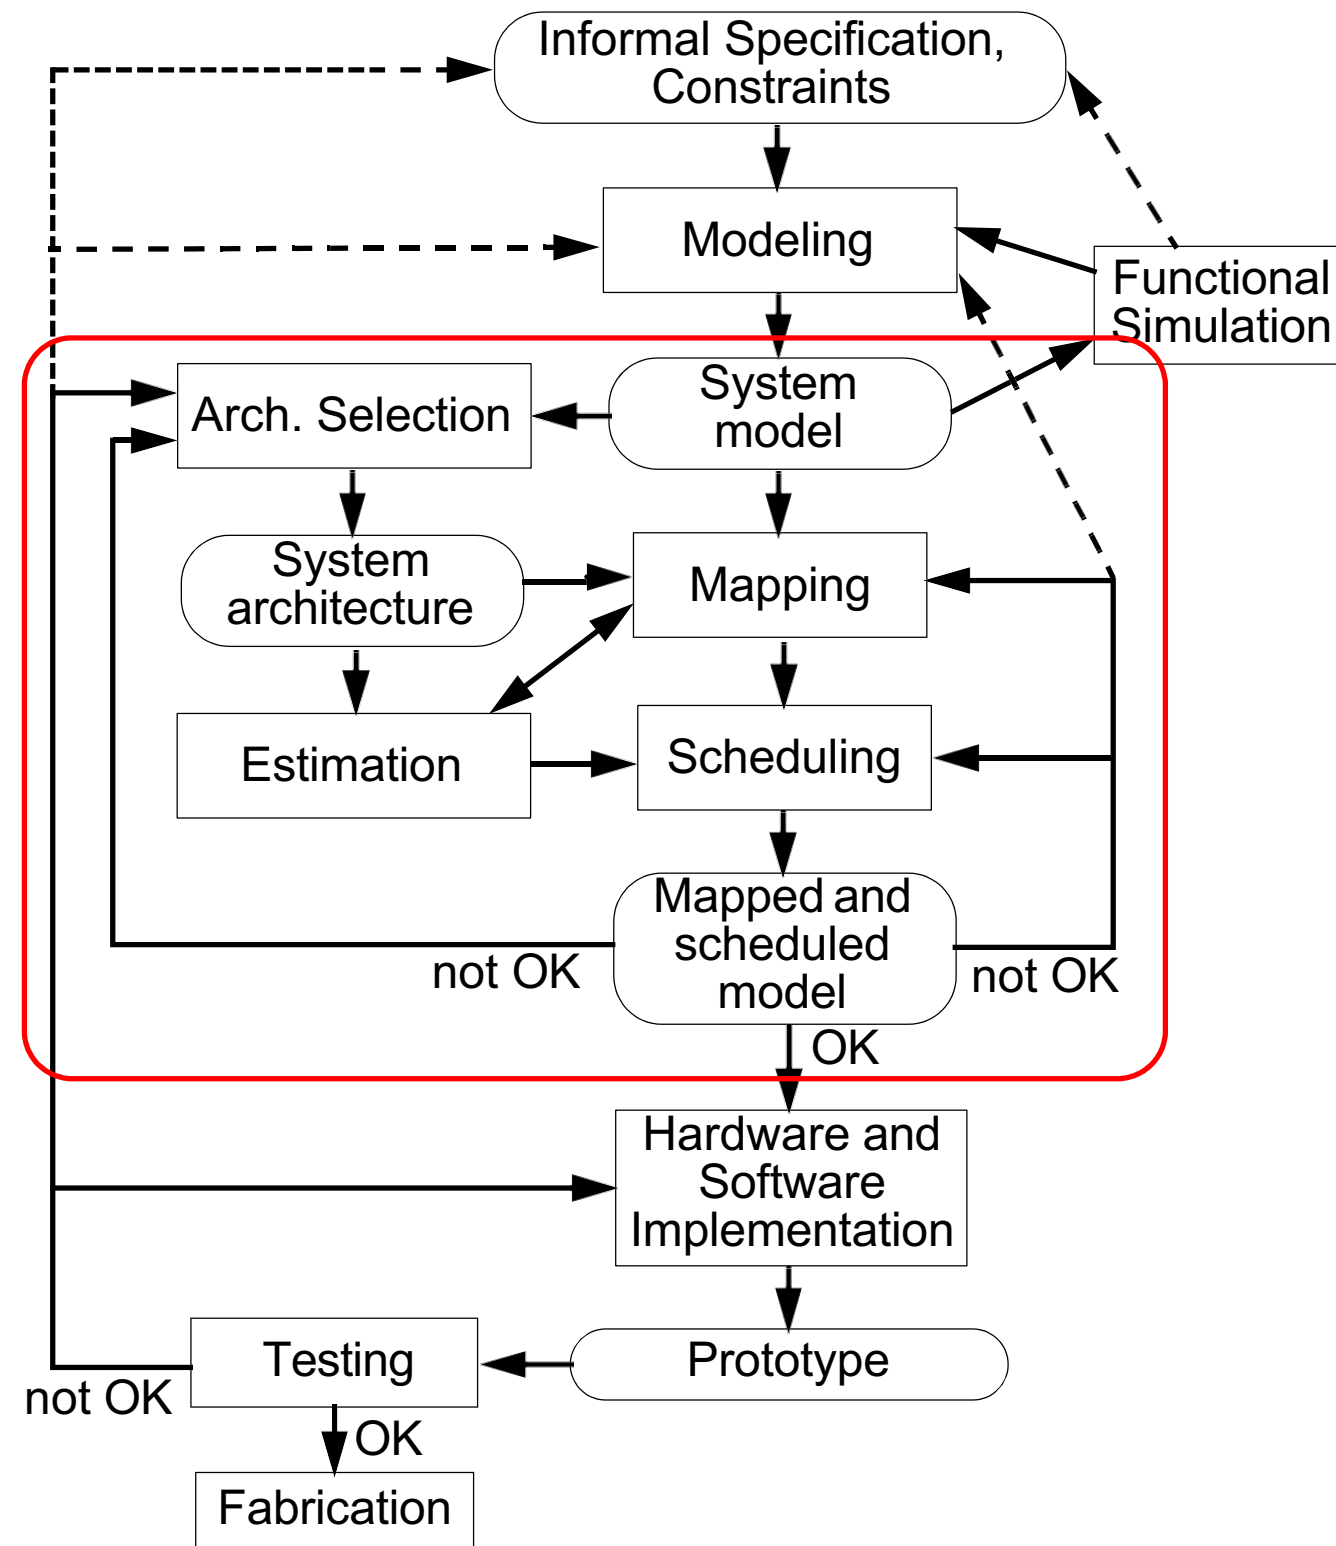 Informal Specification,
Constraints
Modeling
Functional
Simulation
System
model
Arch. Selection
System
architecture
Mapping
Estimation
Scheduling
Mapped and
scheduled
model
not OK
not OK
OK
Hardware and
Software
Implementation
Testing
Prototype
not OK
OK
Fabrication